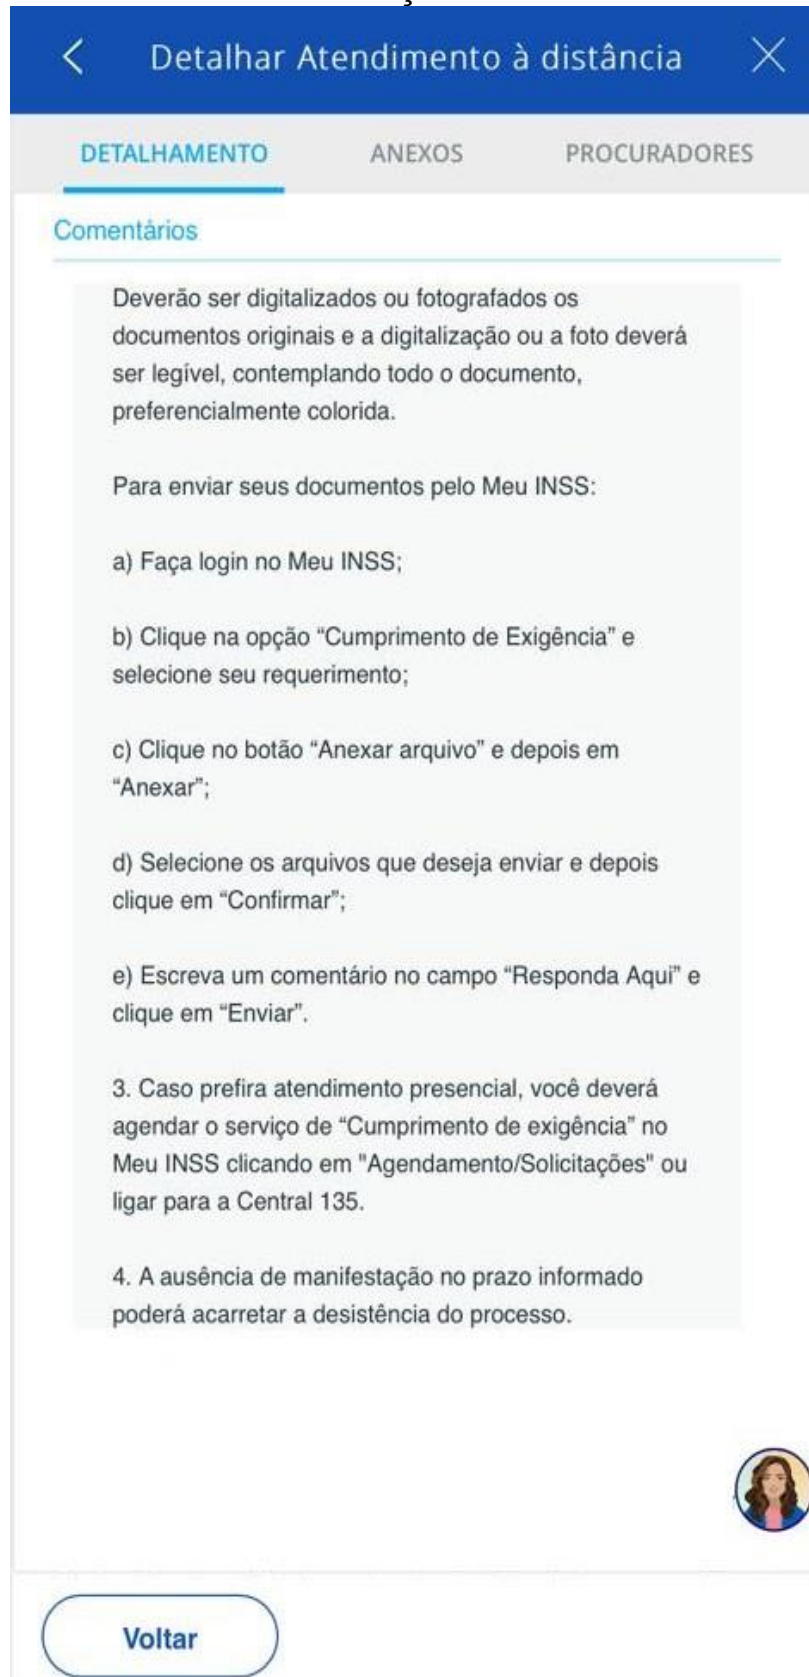 Detalhar Atendimento à distância
DETALHAMENTO ANEXOS PROCURADORES
Comentários
Deverão ser digitalizados ou fotografados os
documentos originais e a digitalização ou a foto deverá
ser legível, contemplando todo o documento,
preferencialmente colorida.
Para enviar seus documentos pelo Meu INSS:
a) Faça login no Meu INSS;
b) Clique na opção “Cumprimento de Exigência” e
selecione seu requerimento;
c) Clique no botão “Anexar arquivo” e depois em
“Anexar”;
d) Selecione os arquivos que deseja enviar e depois
clique em “Confirmar”;
e) Escreva um comentário no campo “Responda Aqui” e
clique em “Enviar”.
3. Caso prefira atendimento presencial, você deverá
agendar o serviço de “Cumprimento de exigência” no
Meu INSS clicando em "Agendamento/Solicitações" ou
ligar para a Central 135.
4. A ausência de manifestação no prazo informado
poderá acarretar a desistência do processo.
Voltar